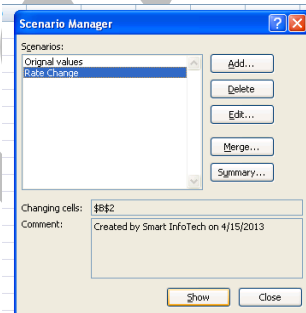 Scenario Manager
Scenarios:
Orignal values
Rate Change
Add...
Delete
Edit...
Merge...
Summary...
Changing cells: $B$2
Comment: Created by Smart InfoTech on 4/15/2013
Show Close